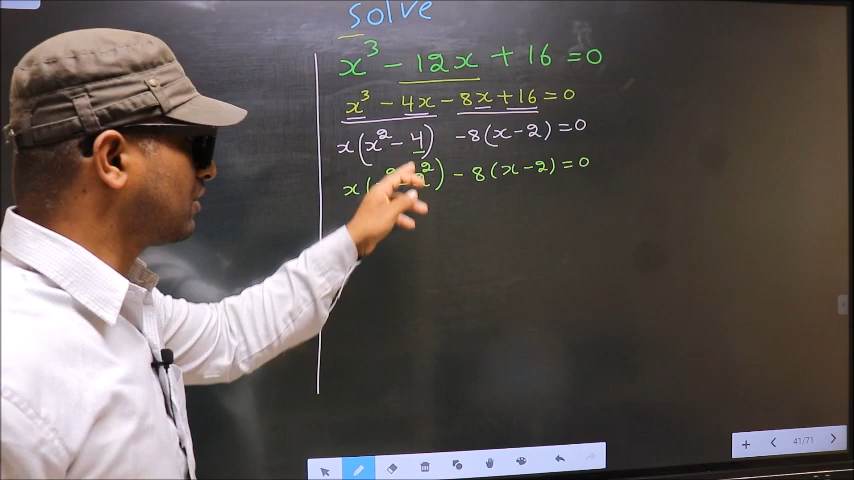 Solve
x³ - 12x + 16 = 0
x³ - 4x - 8x + 16 = 0
x(x² - 4) - 8(x - 2) = 0
x( 2²) - 8(x - 2) = 0
41/71